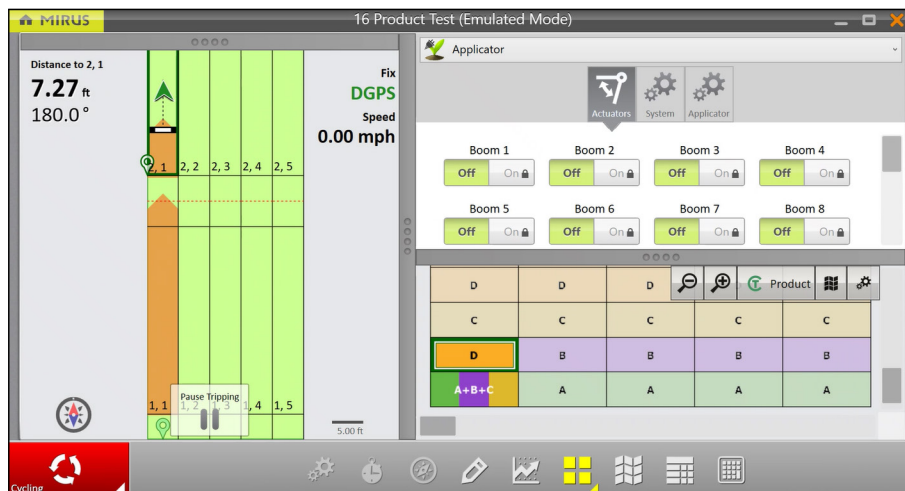 MIRUS
16 Product Test (Emulated Mode)
Distance to 2, 1
7.27 ft
180.0°
Fix
DGPS
Speed
0.00 mph
2, 1 2, 2 2, 3 2, 4 2, 5
1, 1 1, 2 1, 3 1, 4 1, 5
Pause Tripping
5.00 ft
Applicator
Actuators System Applicator
Boom 1 Boom 2 Boom 3 Boom 4
Off On Off On Off On Off On
Boom 5 Boom 6 Boom 7 Boom 8
Off On Off On Off On Off On
D D D Product
C C C C C
D B B B B
A+B+C A A A A
Cycling